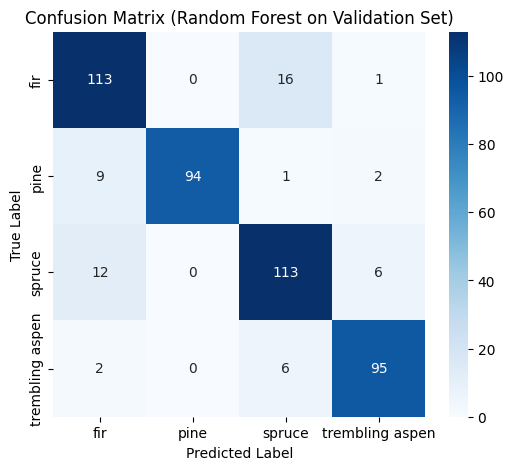 Confusion Matrix (Random Forest on Validation Set)
True Label
fir
113
0
16
1
pine
9
94
1
2
spruce
12
0
113
6
trembling aspen
2
0
6
95
fir
pine
spruce
trembling aspen
Predicted Label
100
80
60
40
20
0